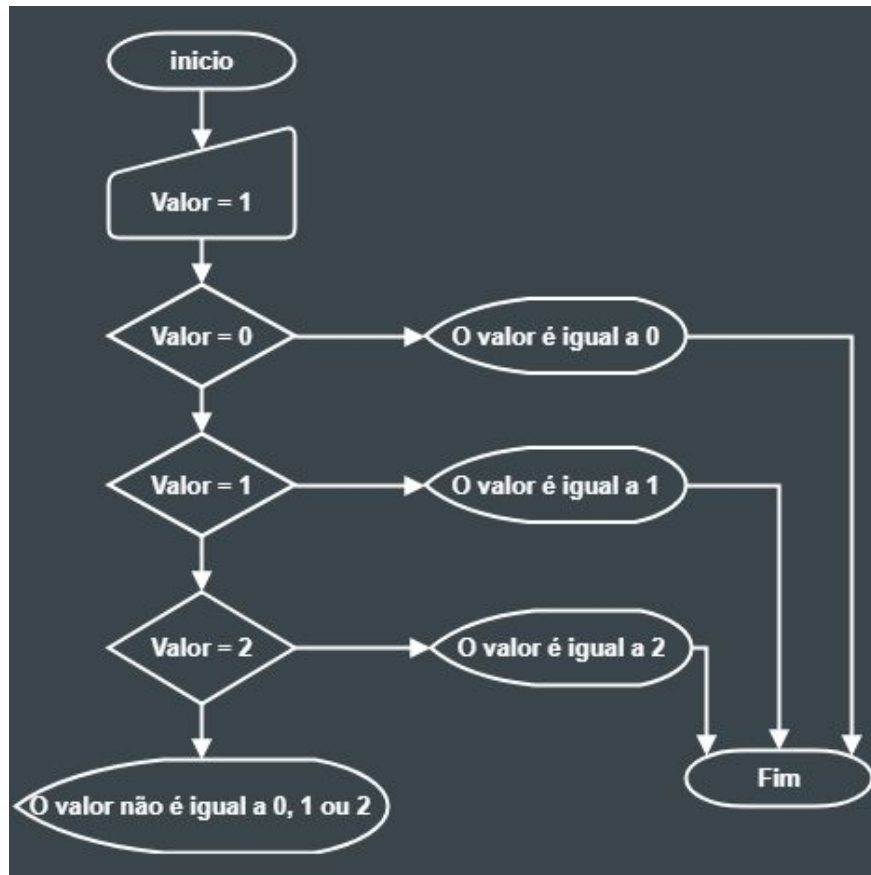 inicio
Valor = 1
Valor = 0
O valor é igual a 0
Valor = 1
O valor é igual a 1
Valor = 2
O valor é igual a 2
Fim
O valor não é igual a 0, 1 ou 2